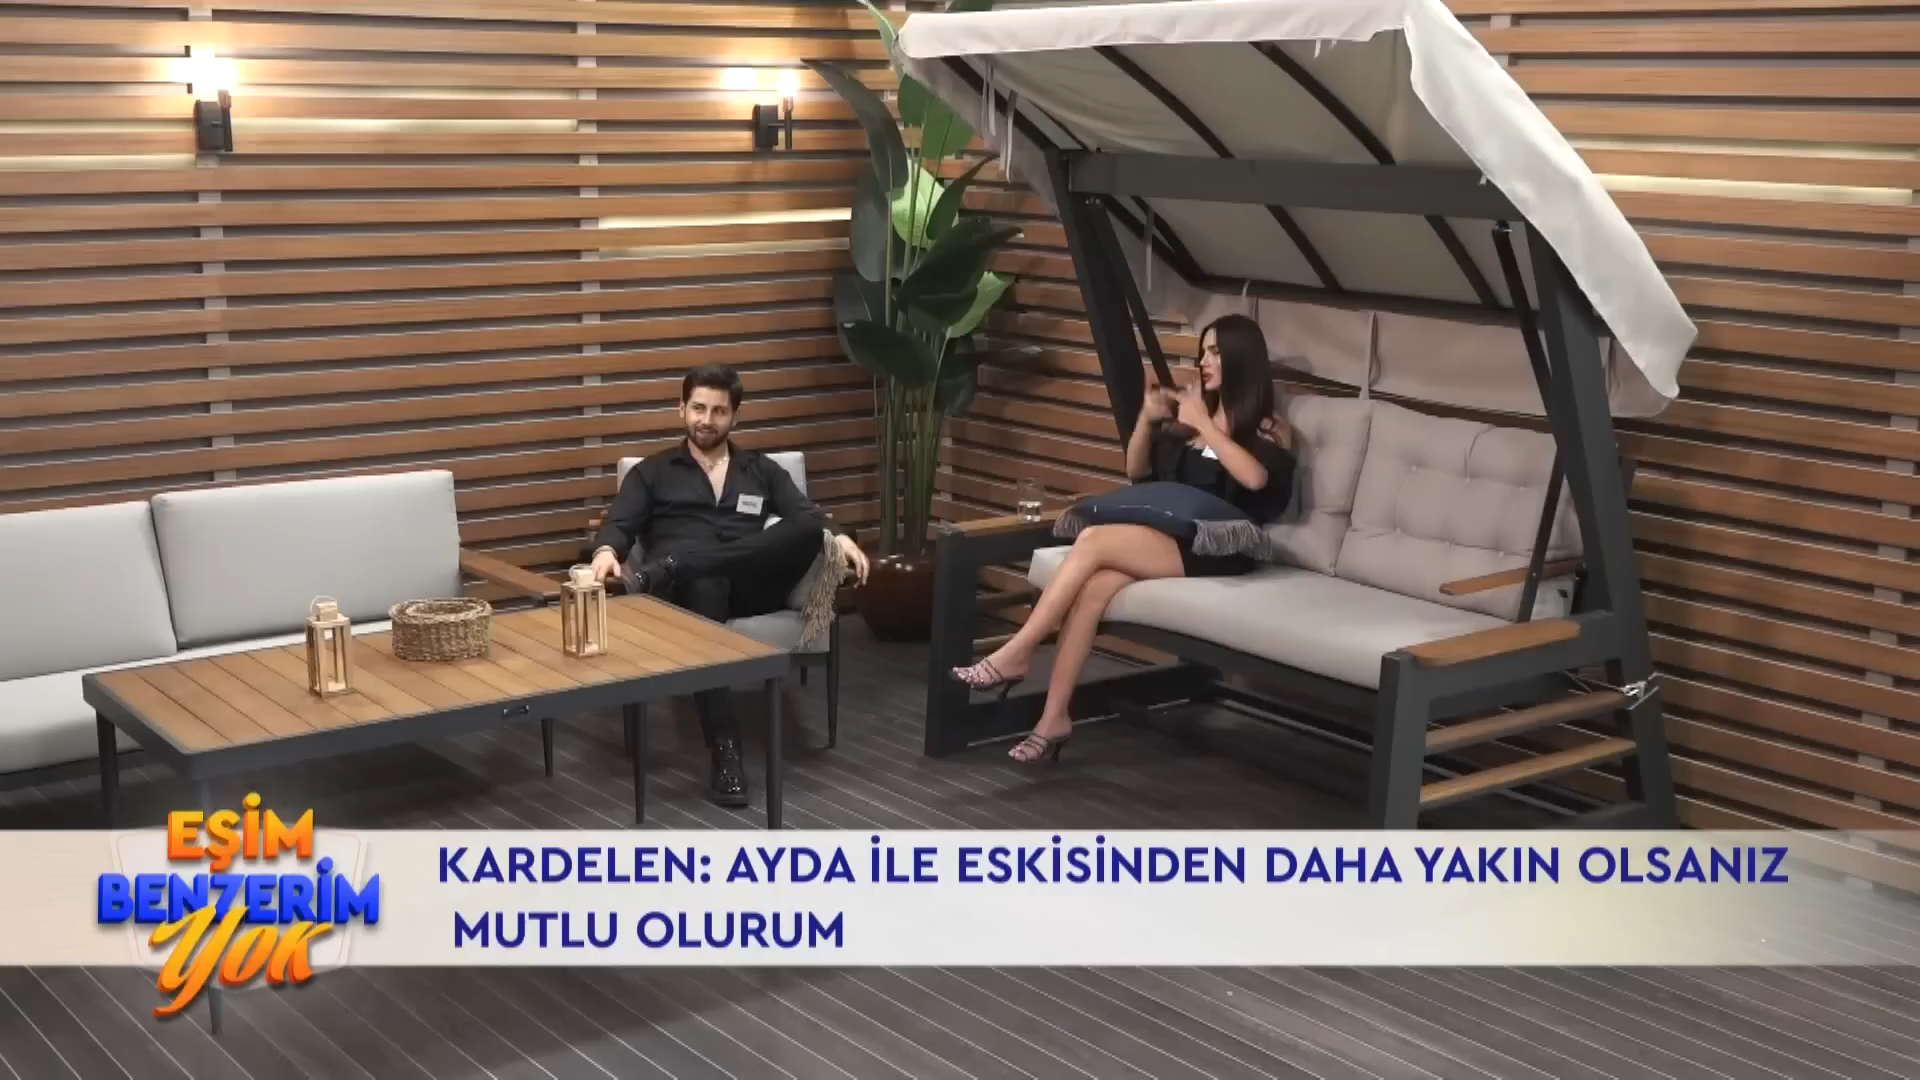 EŞİM
BENZERİM
YOK
KARDELEN: AYDA İLE ESKİSİNDEN DAHA YAKIN OLSANIZ
MUTLU OLURUM